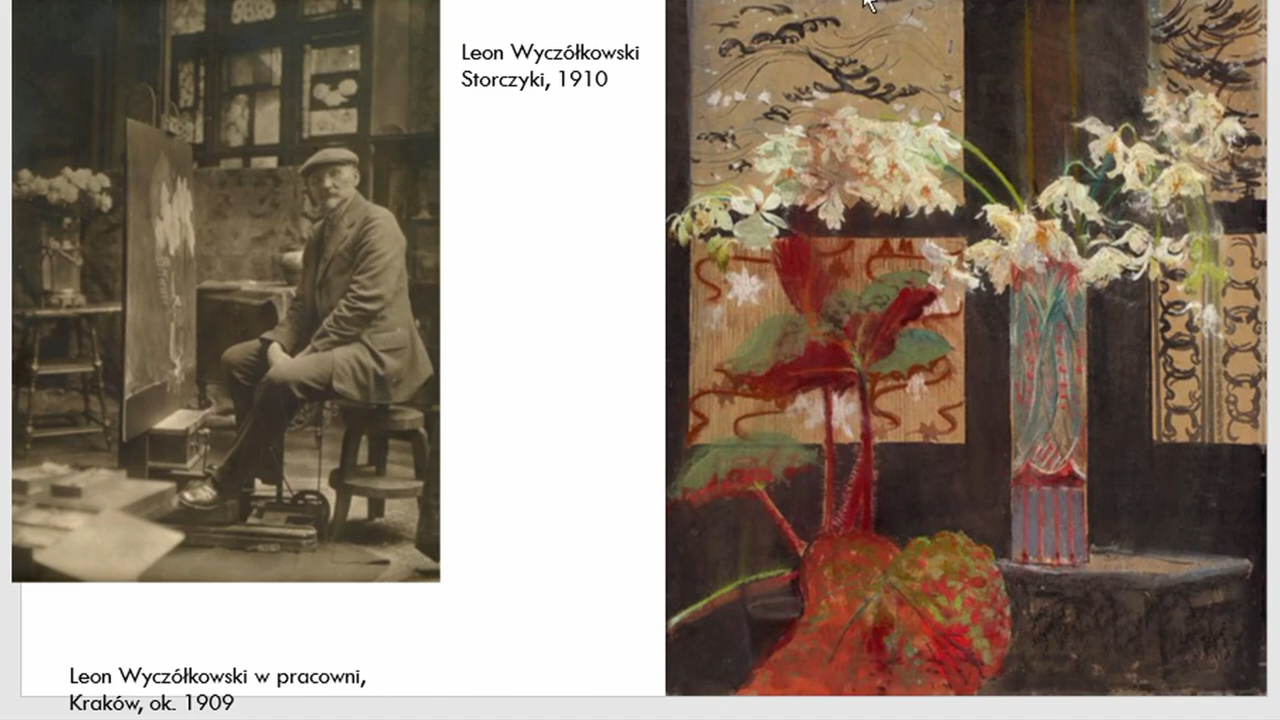 Leon Wyczółkowski
Storczyki, 1910
Leon Wyczółkowski w pracowni,
Kraków, ok. 1909